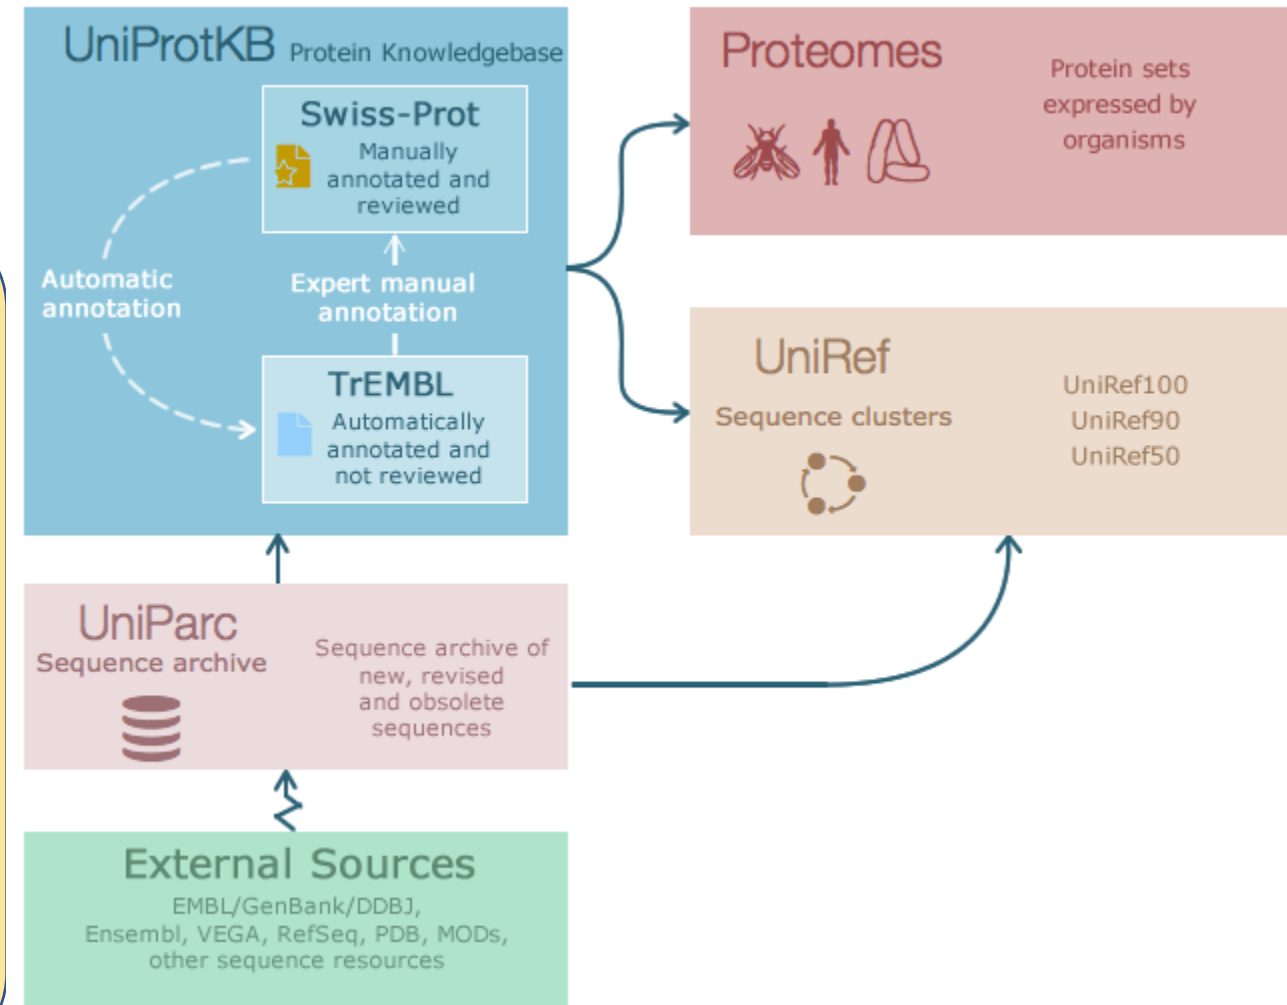 UniProtKB Protein Knowledgebase
Swiss-Prot
Manually
annotated and
reviewed
Automatic
annotation
Expert manual
annotation
TrEMBL
Automatically
annotated and
not reviewed
Proteomes
Protein sets
expressed by
organisms
UniRef
Sequence clusters
UniRef100
UniRef90
UniRef50
UniParc
Sequence archive
Sequence archive of
new, revised
and obsolete
sequences
External Sources
EMBL/GenBank/DDBJ,
Ensembl, VEGA, RefSeq, PDB, MODs,
other sequence resources